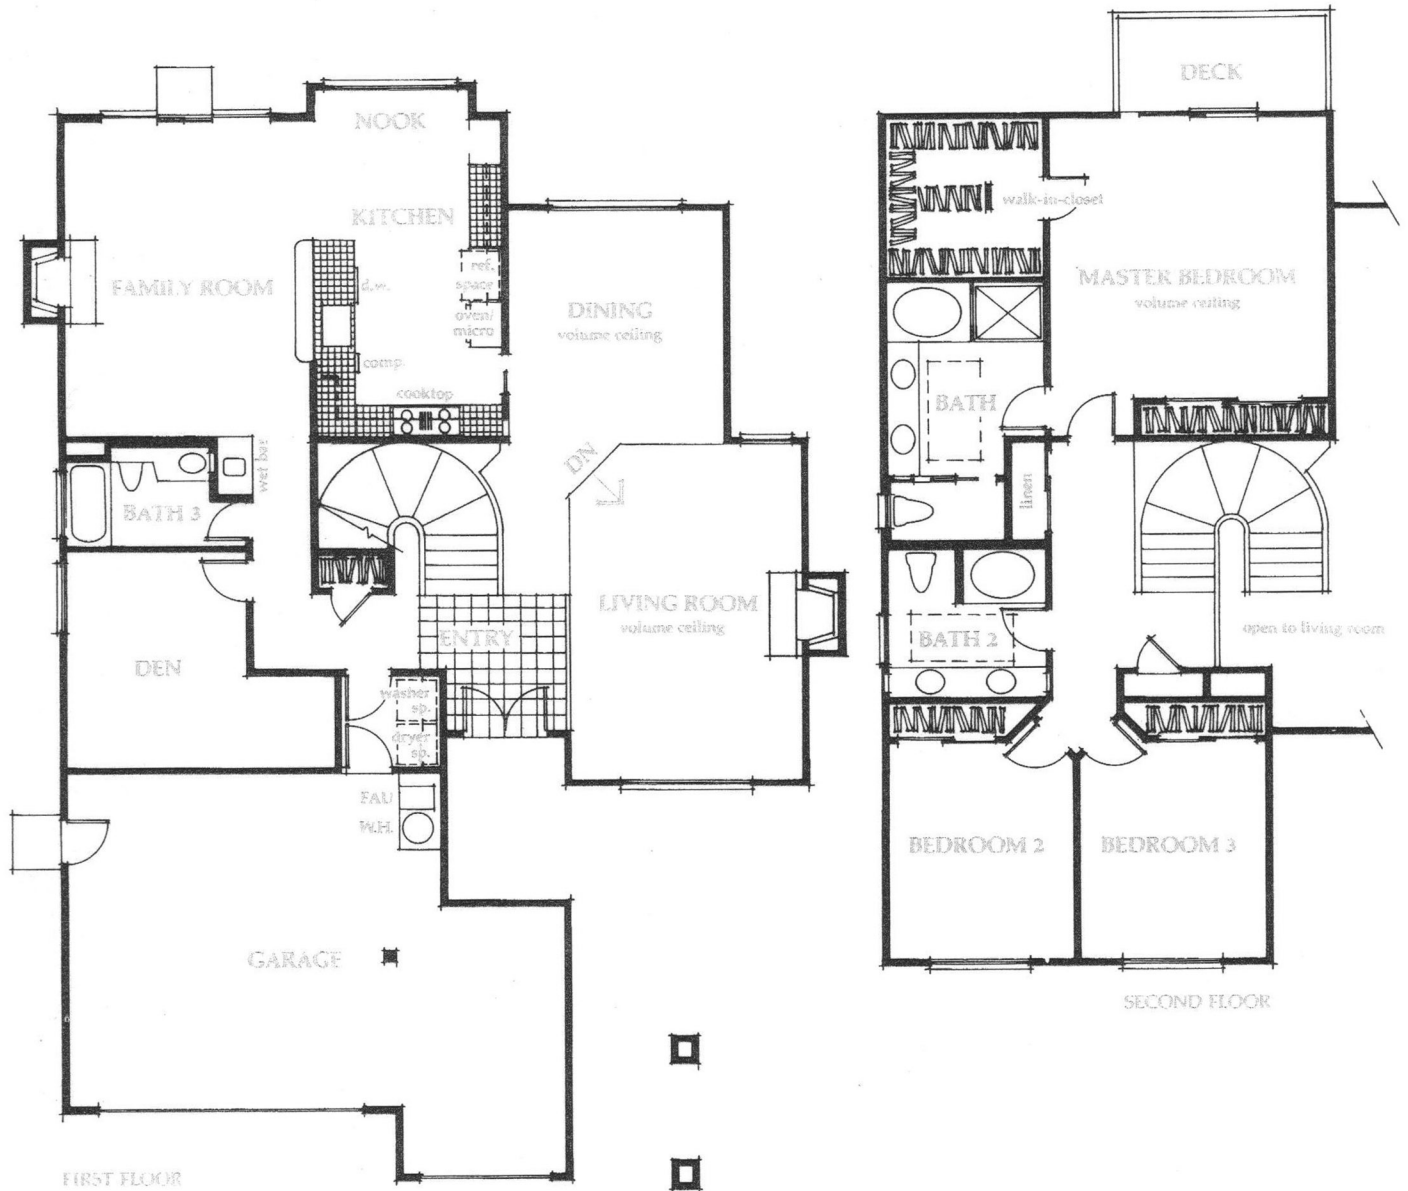 NOOK
KITCHEN
FAMILY ROOM
d.w.
ref.
space
oven/
micro
comp.
cooktop
DINING
volume ceiling
wet bar
BATH 3
DN
DEN
ENTRY
LIVING ROOM
volume ceiling
washer
sp.
dryer
sp.
FAU
W.H.
GARAGE
FIRST FLOOR
DECK
walk-in-closet
MASTER BEDROOM
volume ceiling
BATH
linen
BATH 2
open to living room
BEDROOM 2
BEDROOM 3
SECOND FLOOR